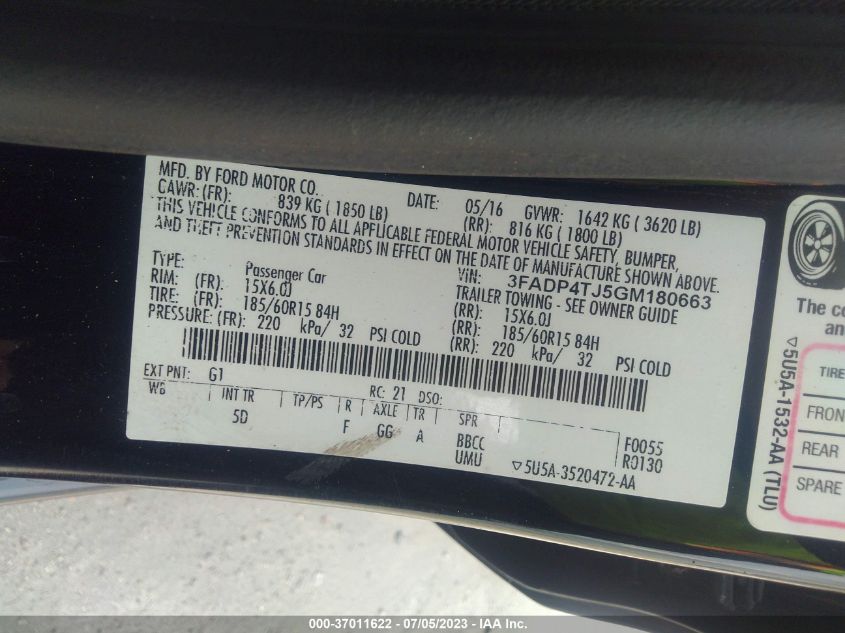 MFD. BY FORD MOTOR CO. DATE: 05/16 GVWR: 1642 KG ( 3620 LB)
CAWR: (FR): 839 KG ( 1850 LB) (RR): 816 KG ( 1800 LB)
THIS VEHICLE CONFORMS TO ALL APPLICABLE FEDERAL MOTOR VEHICLE SAFETY, BUMPER,
AND THEFT PREVENTION STANDARDS IN EFFECT ON THE DATE OF MANUFACTURE SHOWN ABOVE.
TYPE: Passenger Car VIN: 3FADP4TJ5GM180663
TRAILER TOWING - SEE OWNER GUIDE
RIM: (FR): 15X6.0J (RR): 15X6.0J
TIRE: (FR): 185/60R15 84H (RR): 185/60R15 84H
PRESSURE: (FR): 220 kPa/ 32 PSI COLD (RR): 220 kPa/ 32 PSI COLD
EXT PNT: G1 RC: 21 DSO:
WB INT TR TP/PS R AXLE TR SPR
5D F GG A BBCC F0055
UMU R0130
▽5U5A-3520472-AA
The co
an
TIRE
FRON
REAR
SPARE
▽5U5A-1532-AA (TLU)
000-37011622 - 07/05/2023 - IAA Inc.